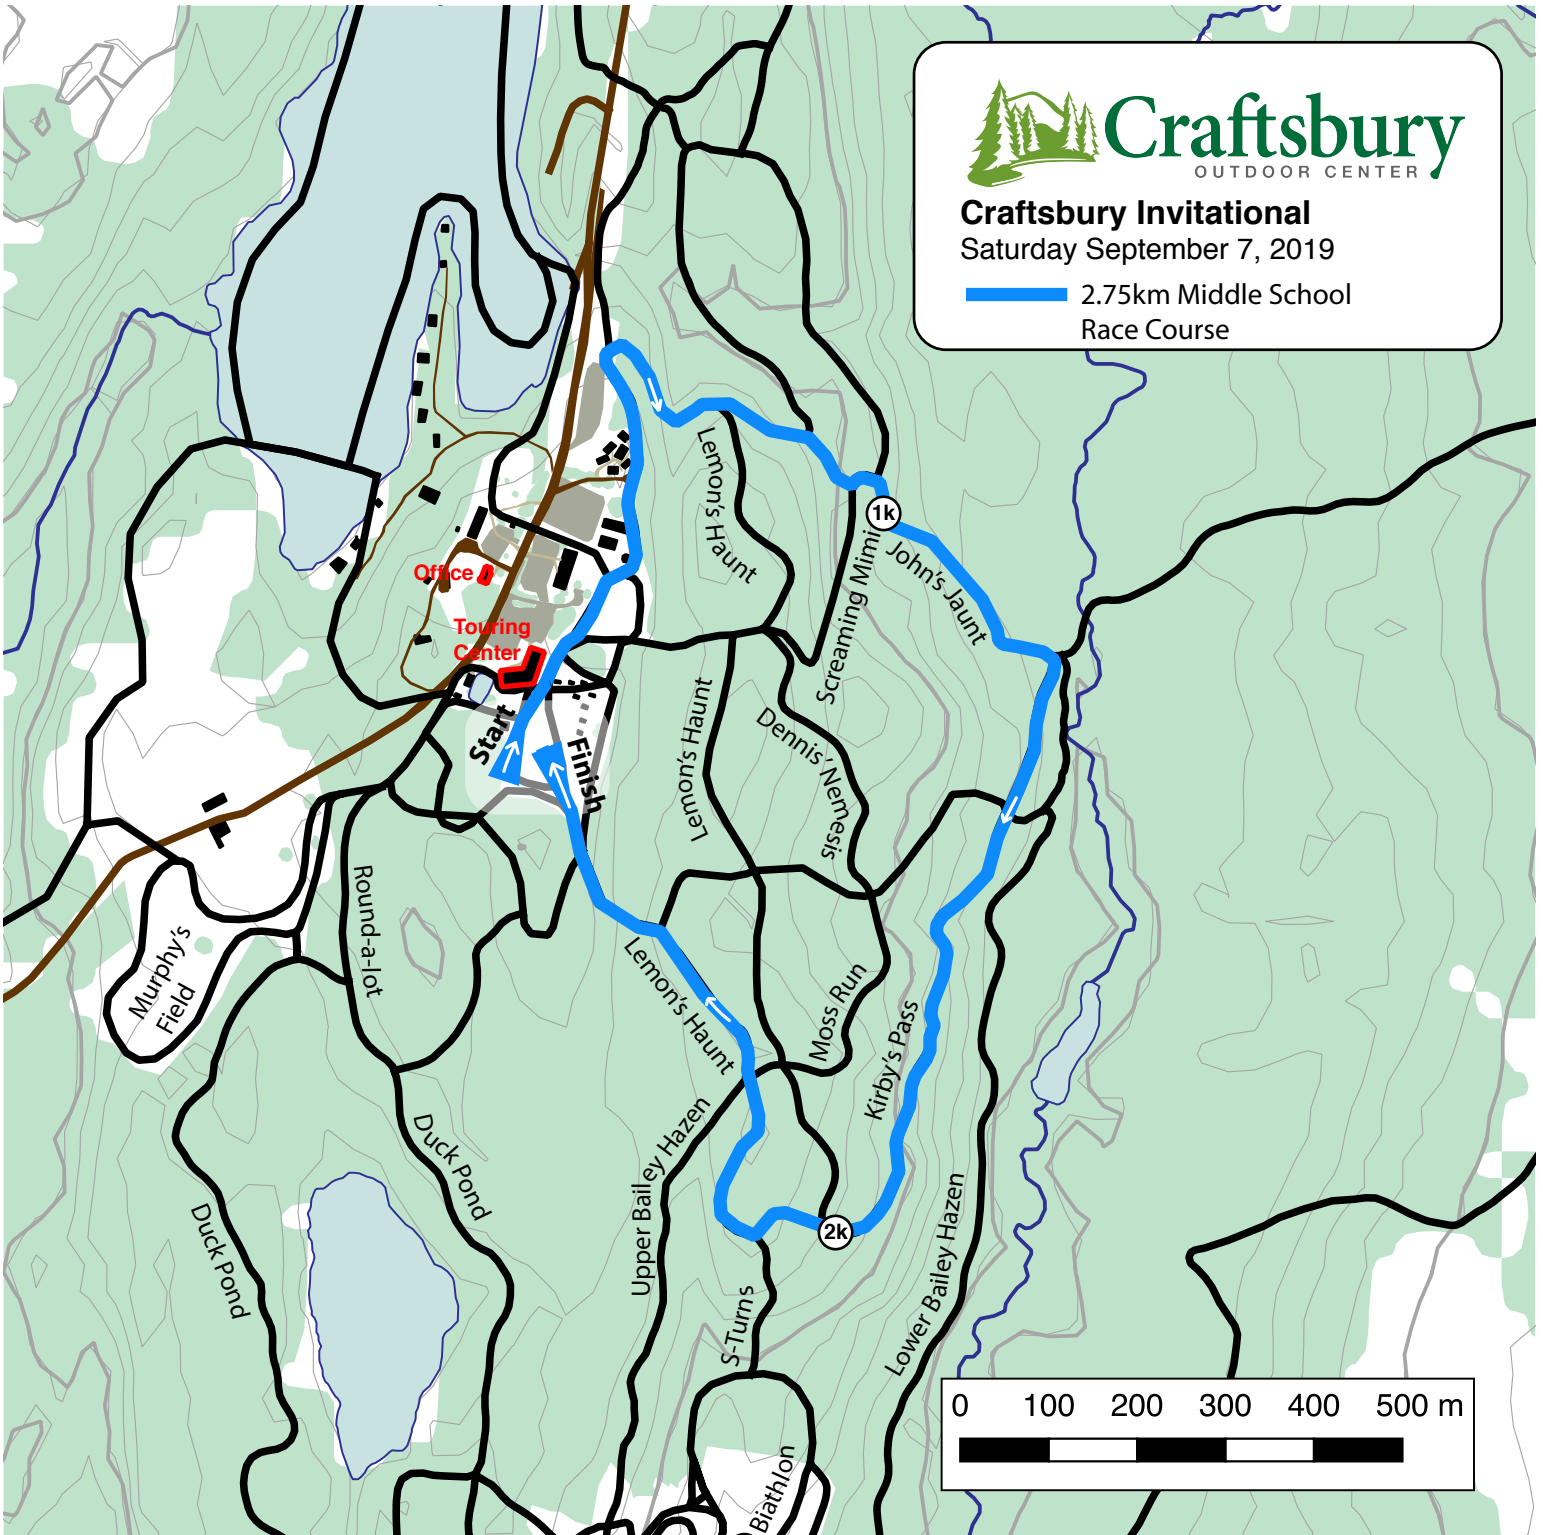 Craftsbury
OUTDOOR CENTER
Craftsbury Invitational
Saturday September 7, 2019
2.75km Middle School
Race Course
Lemon's Haunt
1k
John's Jaunt
Screaming Mimi
Office
Touring
Center
Start
Finish
Lemon's Haunt
Dennis' Nemesis
Round-a-lot
Murphy's
Field
Lemon's Haunt
Moss Run
Kirby's Pass
Duck Pond
Upper Bailey Hazen
Duck Pond
2k
Lower Bailey Hazen
S-Turns
Biathlon
0 100 200 300 400 500 m